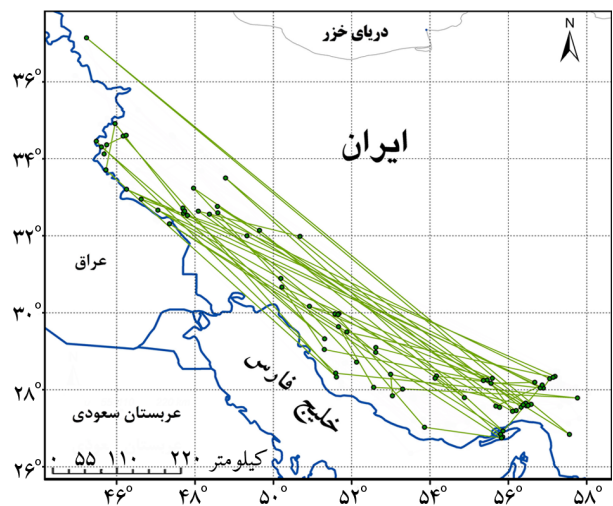 دریای خزر
N
۳۶°
۳۴°
ایران
۳۲°
عراق
۳۰°
خلیج فارس
۲۸°
عربستان سعودی
۰ ۵۵ ۱۱۰ ۲۲۰ کیلومتر
۲۶°
۴۶° ۴۸° ۵۰° ۵۲° ۵۴° ۵۶° ۵۸°